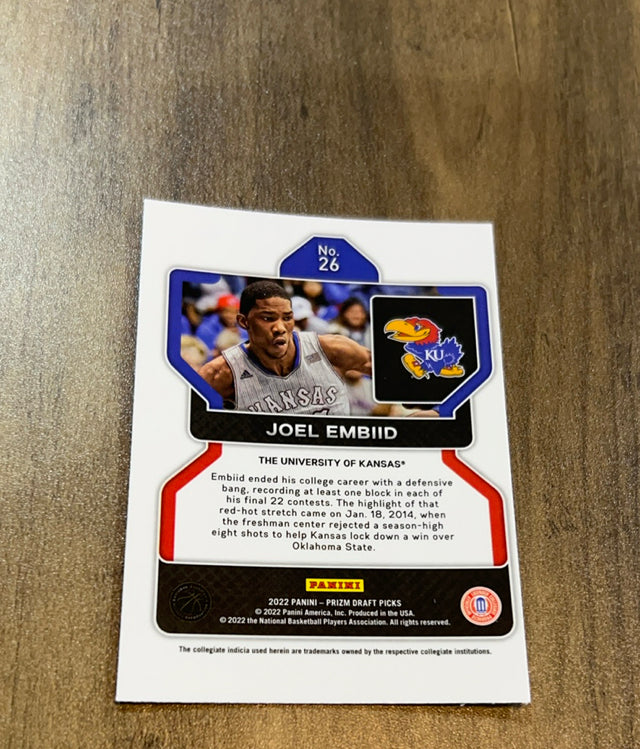 No.
26
KU
KANSAS
JOEL EMBIID
THE UNIVERSITY OF KANSAS®
Embiid ended his college career with a defensive
bang, recording at least one block in each of
his final 22 contests. The highlight of that
red-hot stretch came on Jan. 18, 2014, when
the freshman center rejected a season-high
eight shots to help Kansas lock down a win over
Oklahoma State.
PANINI
2022 PANINI – PRIZM DRAFT PICKS
© 2022 Panini America, Inc. Produced in the USA.
© 2022 the National Basketball Players Association. All rights reserved.
The collegiate indicia used herein are trademarks owned by the respective collegiate institutions.